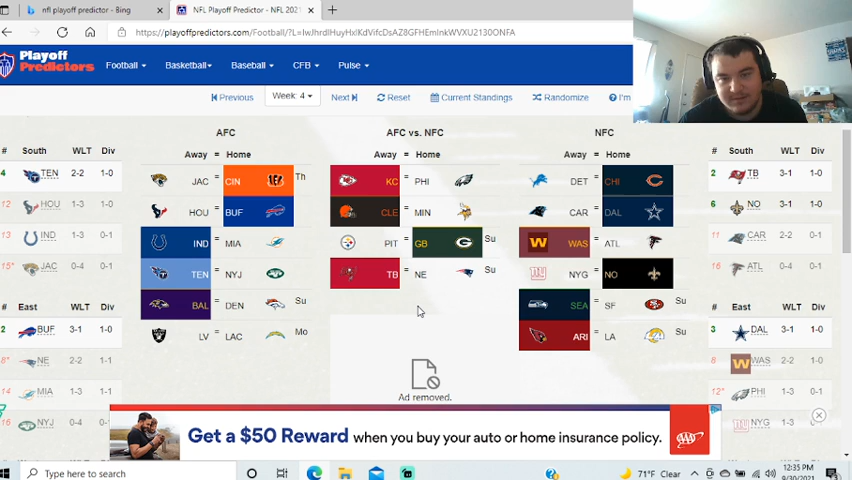 nfl playoff predictor - Bing
NFL Playoff Predictor - NFL 2021
https://playoffpredictors.com/Football/?L=
Playoff Predictors
Football
Basketball
Baseball
CFB
Pulse
Previous
Week: 4
Next
Reset
Current Standings
Randomize
I'm
AFC
AFC vs. NFC
NFC
# South WLT Div
4 TEN 2-2 1-0
12 HOU 1-3 1-0
13 IND 1-3 0-1
15* JAC 0-4 0-1
# East WLT Div
2 BUF 3-1 1-0
8* NE 2-2 1-1
14 MIA 1-3 1-1
16 NYJ 0-4 0-1
Away = Home
JAC = CIN Th
HOU = BUF
IND = MIA
TEN = NYJ
BAL = DEN Su
LV = LAC Mo
Away = Home
KC = PHI
CLE = MIN
PIT = GB Su
TB = NE Su
Ad removed.
Away = Home
DET = CHI
CAR = DAL
WAS = ATL
NYG = NO
SEA = SF Su
ARI = LA Su
# South WLT Div
2 TB 3-1 1-0
6 NO 3-1 1-0
11 CAR 2-2 0-1
16 ATL 0-4 0-1
# East WLT Div
3 DAL 3-1 1-0
8 WAS 2-2 1-0
12* PHI 1-3 0-1
NYG 1-3 0-1
Get a $50 Reward when you buy your auto or home insurance policy.
AAA
Type here to search
71°F Clear
12:35 PM
9/30/2021